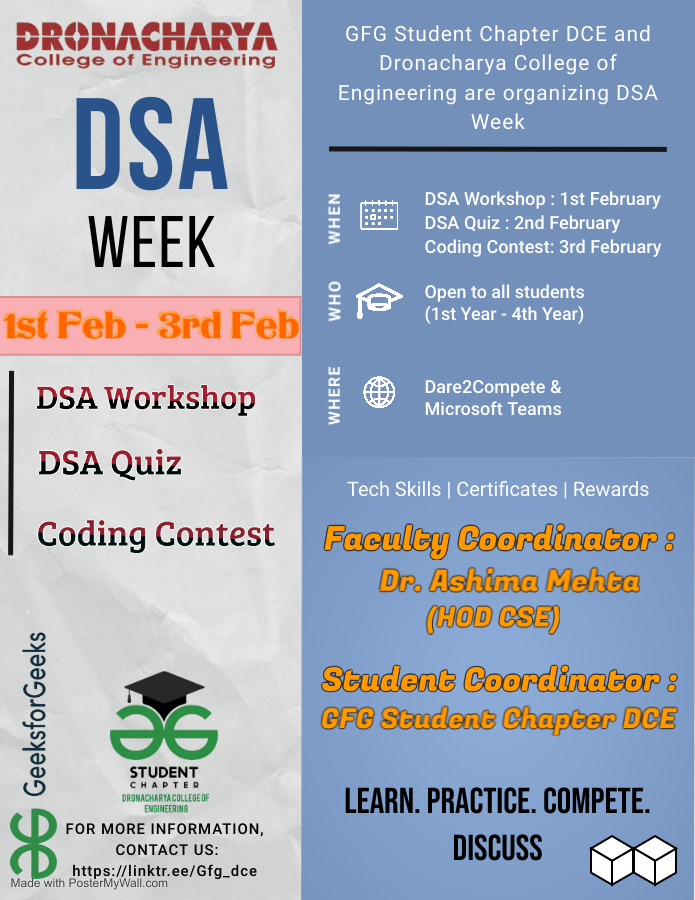 DRONACHARYA
College of Engineering
DSA
WEEK
1st Feb - 3rd Feb
DSA Workshop
DSA Quiz
Coding Contest
GeeksforGeeks
STUDENT
CHAPTER
DRONACHARYA COLLEGE OF
ENGINEERING
FOR MORE INFORMATION,
CONTACT US:
https://linktr.ee/Gfg_dce
Made with PosterMyWall.com
GFG Student Chapter DCE and
Dronacharya College of
Engineering are organizing DSA
Week
WHEN
DSA Workshop : 1st February
DSA Quiz : 2nd February
Coding Contest: 3rd February
WHO
Open to all students
(1st Year - 4th Year)
WHERE
Dare2Compete &
Microsoft Teams
Tech Skills | Certificates | Rewards
Faculty Coordinator :
Dr. Ashima Mehta
(HOD CSE)
Student Coordinator :
GFG Student Chapter DCE
LEARN. PRACTICE. COMPETE.
DISCUSS